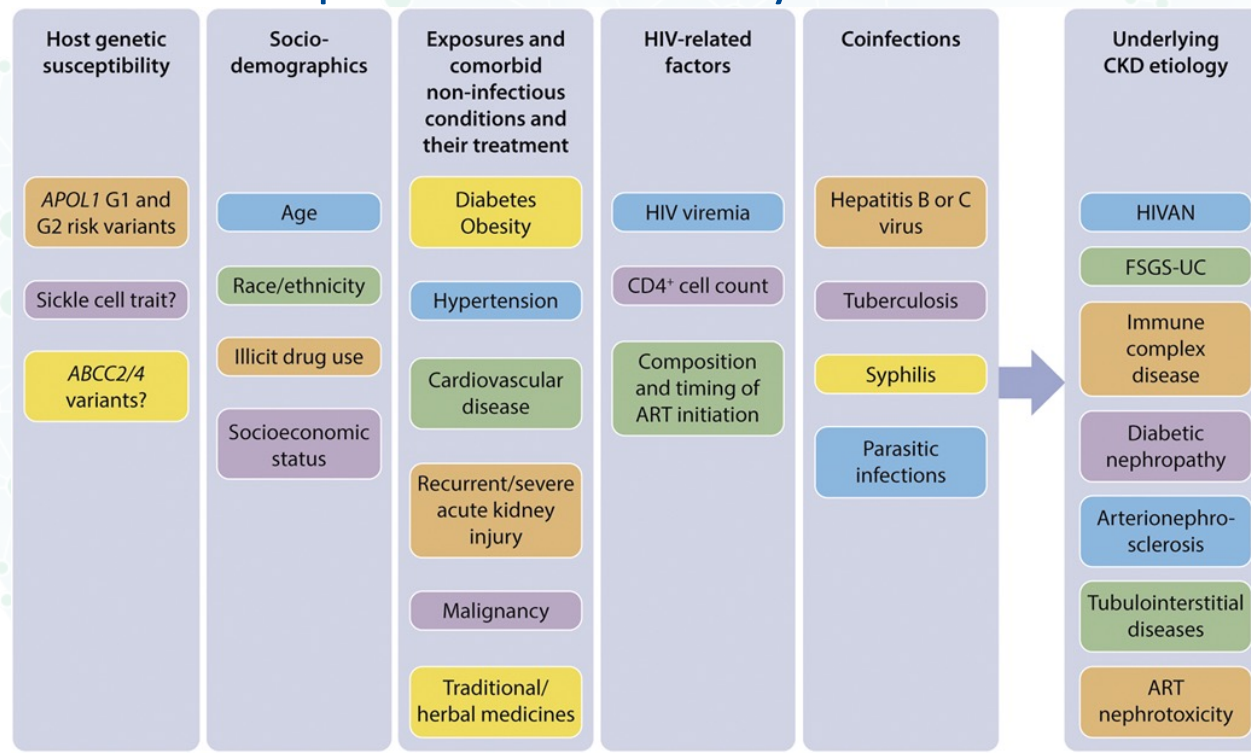 Host genetic
susceptibility
APOL1 G1 and
G2 risk variants
Sickle cell trait?
ABCC2/4
variants?
Socio-
demographics
Age
Race/ethnicity
Illicit drug use
Socioeconomic
status
Exposures and
comorbid
non-infectious
conditions and
their treatment
Diabetes
Obesity
Hypertension
Cardiovascular
disease
Recurrent/severe
acute kidney
injury
Malignancy
Traditional/
herbal medicines
HIV-related
factors
HIV viremia
CD4⁺ cell count
Composition
and timing of
ART initiation
Coinfections
Hepatitis B or C
virus
Tuberculosis
Syphilis
Parasitic
infections
Underlying
CKD etiology
HIVAN
FSGS-UC
Immune
complex
disease
Diabetic
nephropathy
Arterionephro-
sclerosis
Tubulointerstitial
diseases
ART
nephrotoxicity